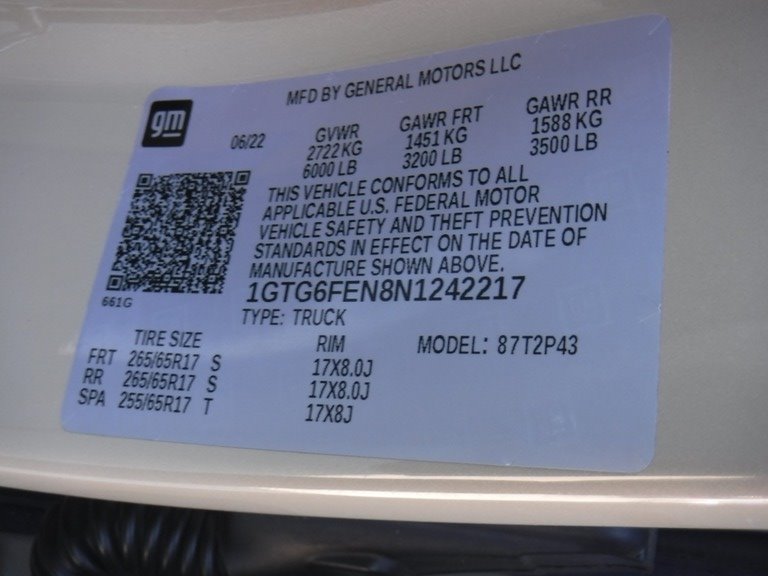 gm
MFD BY GENERAL MOTORS LLC
06/22 GVWR GAWR FRT GAWR RR
2722 KG 1451 KG 1588 KG
6000 LB 3200 LB 3500 LB
THIS VEHICLE CONFORMS TO ALL
APPLICABLE U.S. FEDERAL MOTOR
VEHICLE SAFETY AND THEFT PREVENTION
STANDARDS IN EFFECT ON THE DATE OF
MANUFACTURE SHOWN ABOVE.
661G
1GTG6FEN8N1242217
TYPE: TRUCK
TIRE SIZE RIM MODEL: 87T2P43
FRT 265/65R17 S 17X8.0J
RR 265/65R17 S 17X8.0J
SPA 255/65R17 T 17X8J